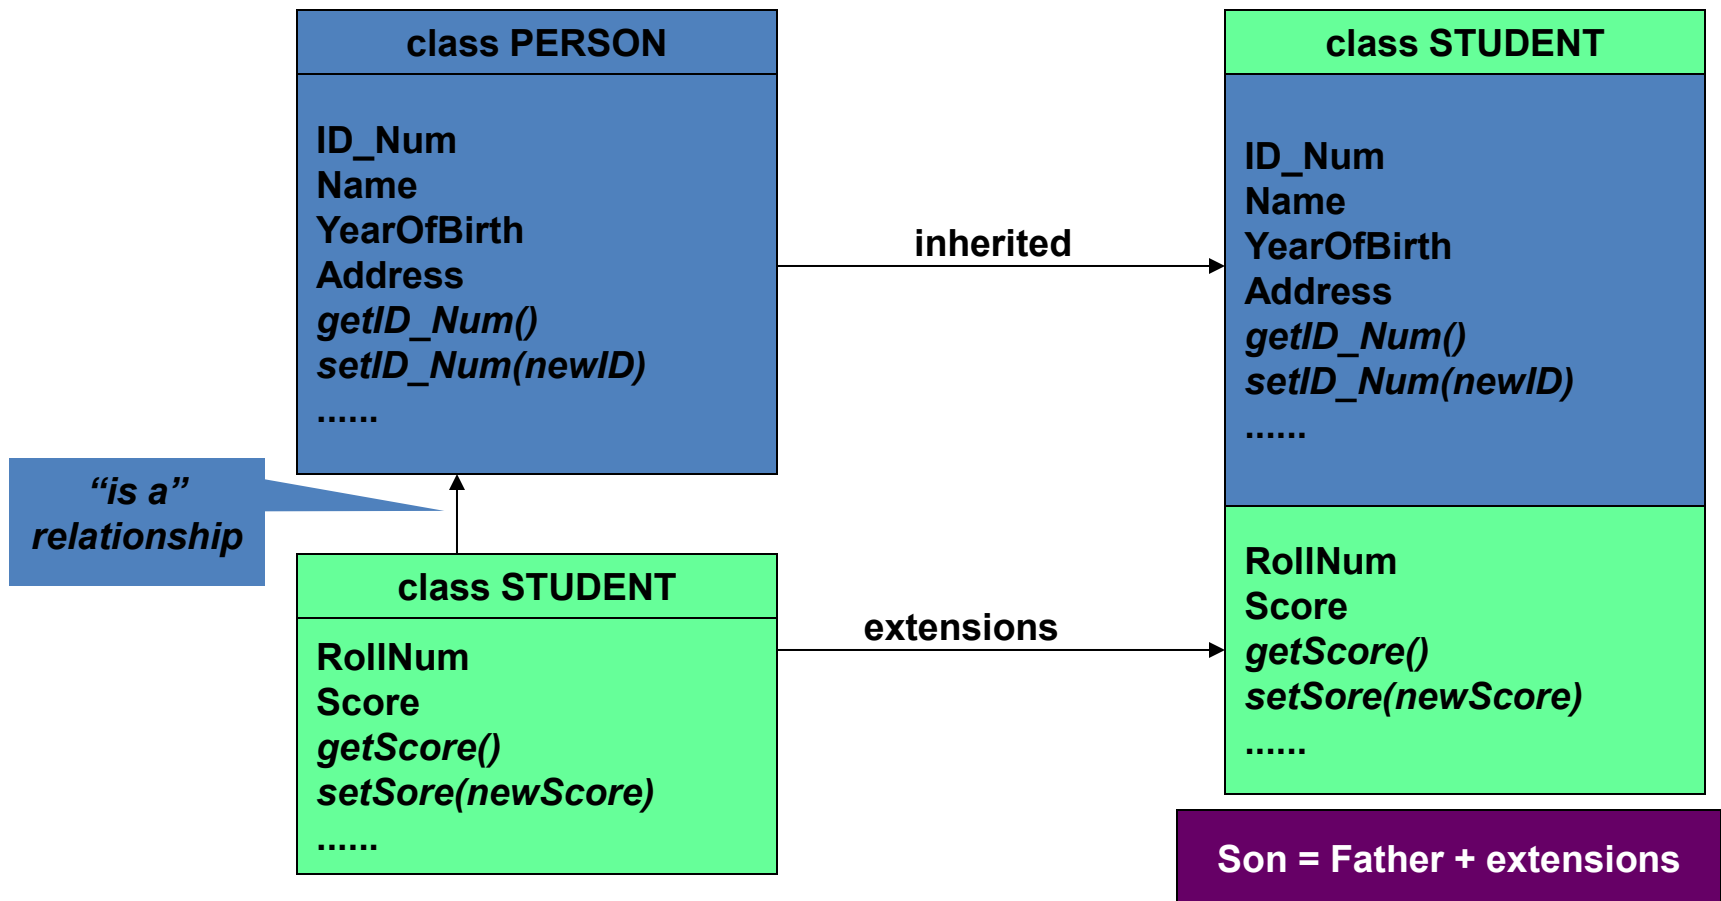 class PERSON
ID_Num
Name
YearOfBirth
Address
getID_Num()
setID_Num(newID)
......
“is a”
relationship
class STUDENT
RollNum
Score
getScore()
setSore(newScore)
......
inherited
extensions
class STUDENT
ID_Num
Name
YearOfBirth
Address
getID_Num()
setID_Num(newID)
......
RollNum
Score
getScore()
setSore(newScore)
......
Son = Father + extensions